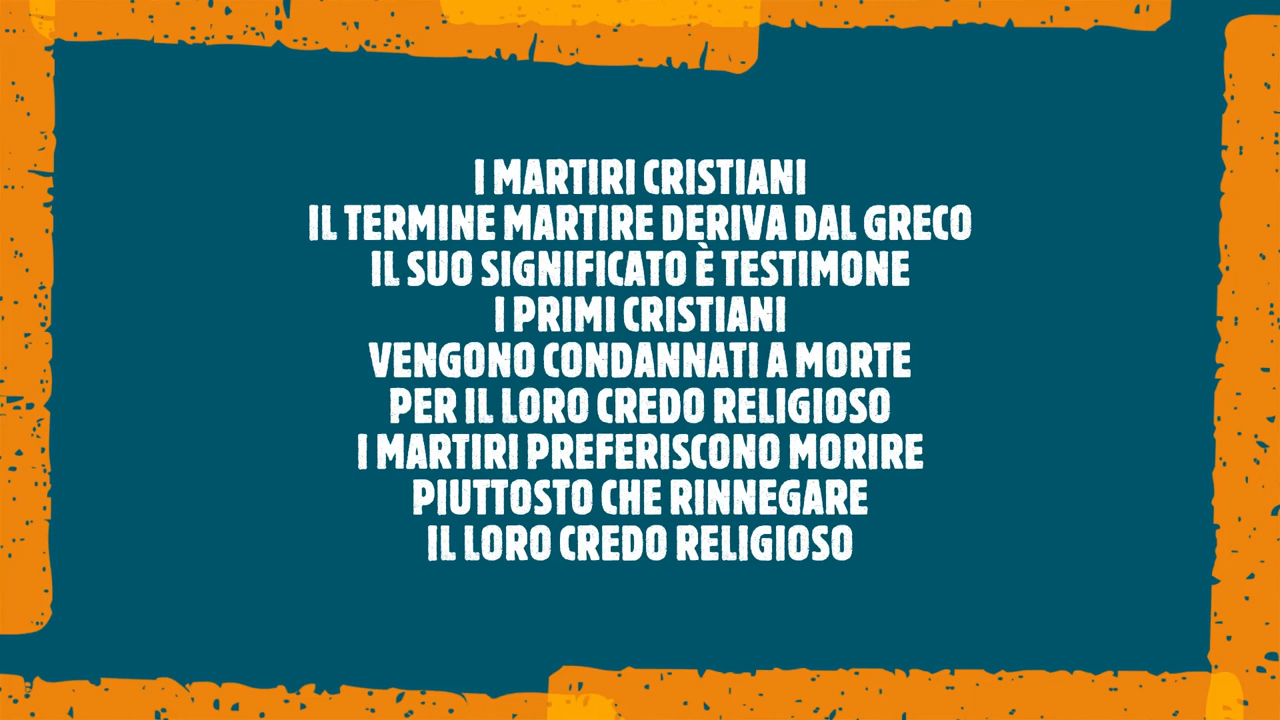 I MARTIRI CRISTIANI
IL TERMINE MARTIRE DERIVA DAL GRECO
IL SUO SIGNIFICATO È TESTIMONE
I PRIMI CRISTIANI
VENGONO CONDANNATI A MORTE
PER IL LORO CREDO RELIGIOSO
I MARTIRI PREFERISCONO MORIRE
PIUTTOSTO CHE RINNEGARE
IL LORO CREDO RELIGIOSO